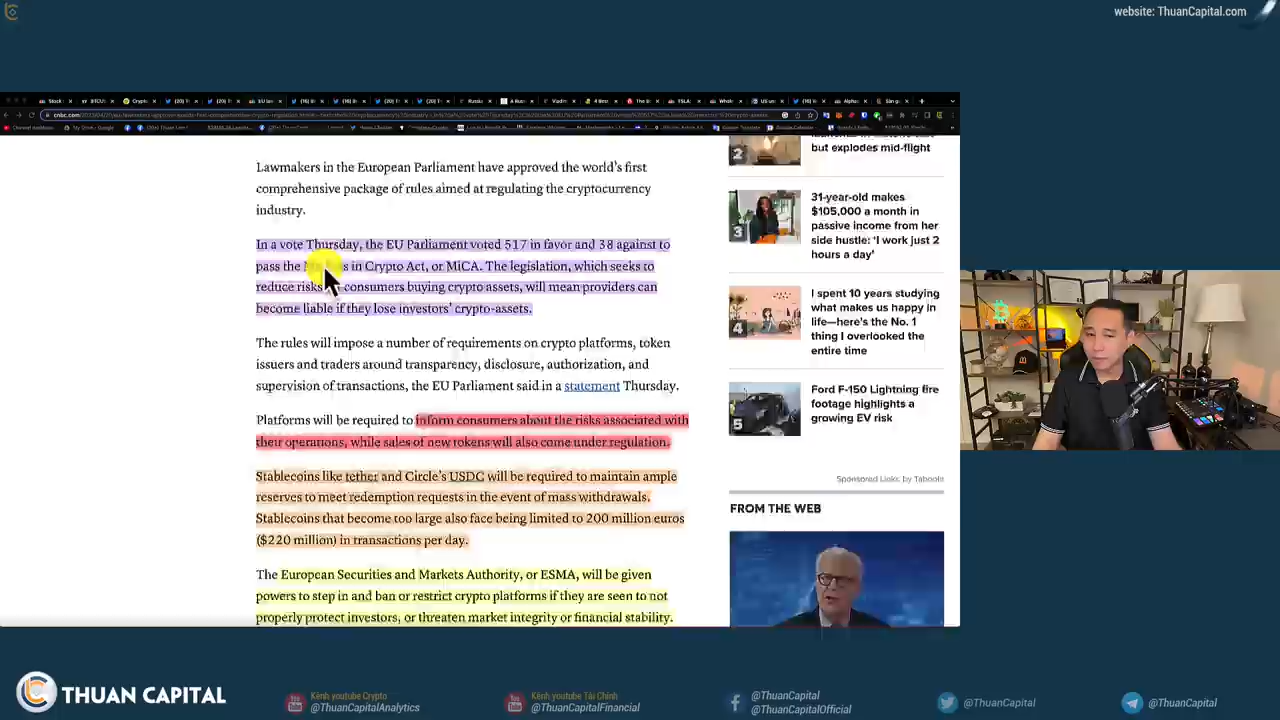 website: ThuanCapital.com
Lawmakers in the European Parliament have approved the world's first
comprehensive package of rules aimed at regulating the cryptocurrency
industry.
In a vote Thursday, the EU Parliament voted 517 in favor and 38 against to
pass the in Crypto Act, or MiCA. The legislation, which seeks to
reduce risks consumers buying crypto assets, will mean providers can
become liable if they lose investors' crypto-assets.
The rules will impose a number of requirements on crypto platforms, token
issuers and traders around transparency, disclosure, authorization, and
supervision of transactions, the EU Parliament said in a statement Thursday.
Platforms will be required to inform consumers about the risks associated with
their operations, while sales of new tokens will also come under regulation.
Stablecoins like tether and Circle's USDC will be required to maintain ample
reserves to meet redemption requests in the event of mass withdrawals.
Stablecoins that become too large also face being limited to 200 million euros
($220 million) in transactions per day.
The European Securities and Markets Authority, or ESMA, will be given
powers to step in and ban or restrict crypto platforms if they are seen to not
properly protect investors, or threaten market integrity or financial stability.
2
but explodes mid-flight
3
31-year-old makes
$105,000 a month in
passive income from her
side hustle: 'I work just 2
hours a day'
4
I spent 10 years studying
what makes us happy in
life—here's the No. 1
thing I overlooked the
entire time
5
Ford F-150 Lightning fire
footage highlights a
growing EV risk
Sponsored Links by Taboola
FROM THE WEB
THUAN CAPITAL
Kênh youtube Crypto
@ThuanCapitalAnalytics
Kênh youtube Tài Chính
@ThuanCapitalFinancial
@ThuanCapital
@ThuanCapitalOfficial
@ThuanCapital
@ThuanCapital